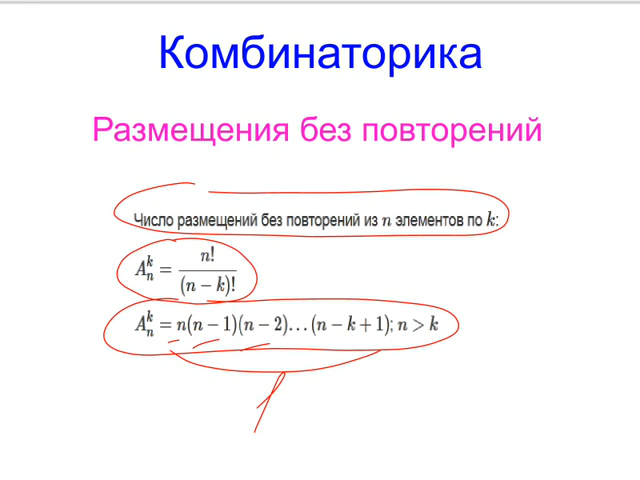 Комбинаторика
Размещения без повторений
Число размещений без повторений из n элементов по k:
A_n^k = n! / (n − k)!
A_n^k = n(n − 1)(n − 2)…(n − k + 1); n > k